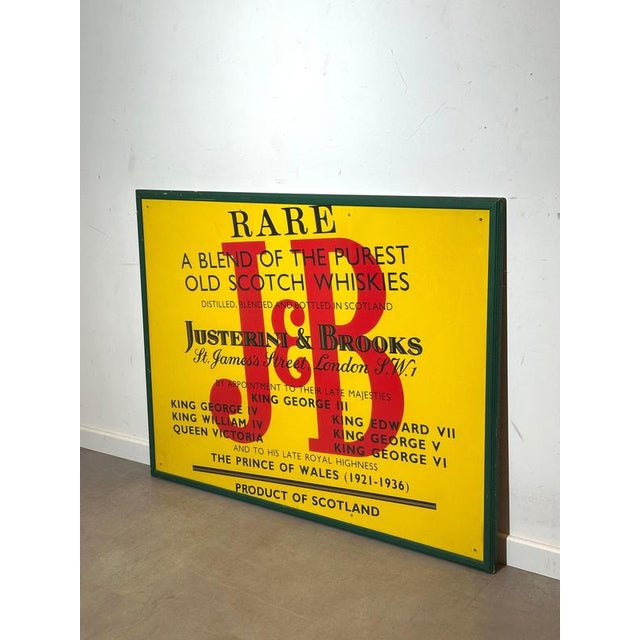 RARE
J&B
A BLEND OF THE PUREST
OLD SCOTCH WHISKIES
DISTILLED, BLENDED AND BOTTLED IN SCOTLAND
JUSTERINI & BROOKS
St. James's Street, London S.W.1
BY APPOINTMENT TO THEIR LATE MAJESTIES:
KING GEORGE III
KING GEORGE IV KING EDWARD VII
KING WILLIAM IV KING GEORGE V
QUEEN VICTORIA KING GEORGE VI
AND TO HIS LATE ROYAL HIGHNESS
THE PRINCE OF WALES (1921-1936)
PRODUCT OF SCOTLAND